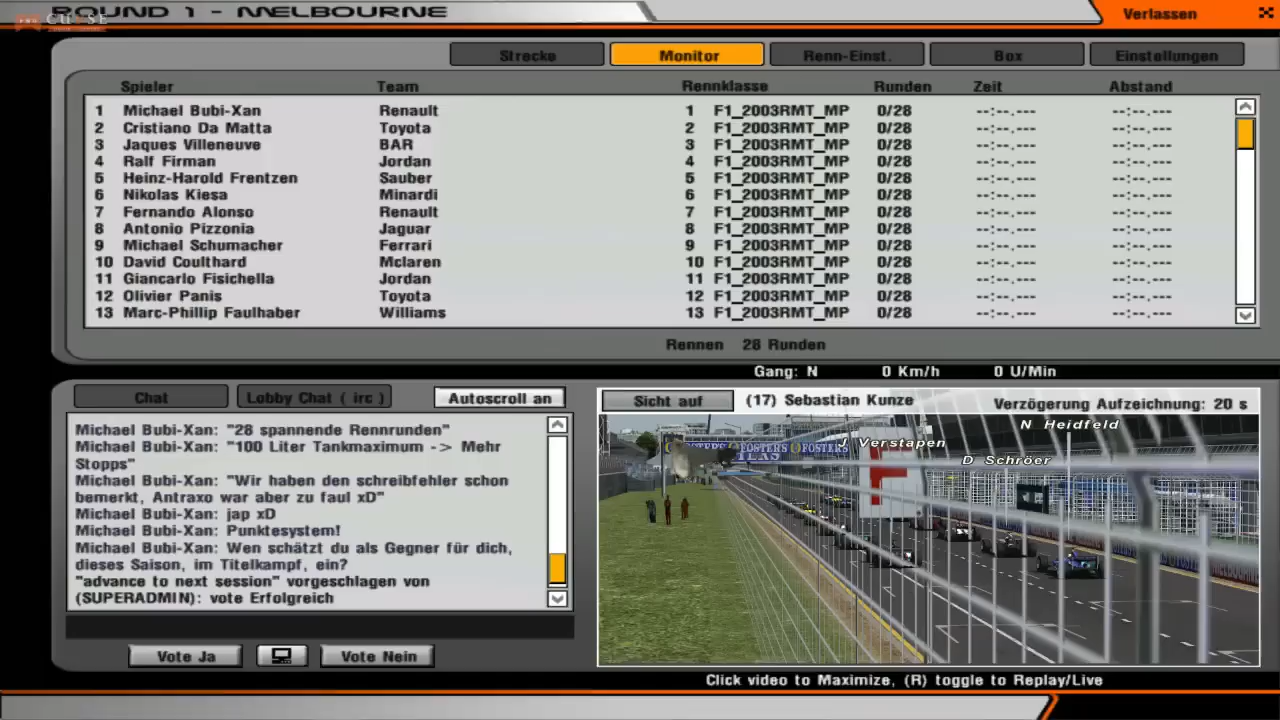 ROUND 1 - MELBOURNE
CURSE
Verlassen
Strecke
Monitor
Renn-Einst.
Box
Einstellungen
Spieler Team Rennklasse Runden Zeit Abstand
1 Michael Bubi-Xan Renault 1 F1_2003RMT_MP 0/28 --:--.--- --:--.---
2 Cristiano Da Matta Toyota 2 F1_2003RMT_MP 0/28 --:--.--- --:--.---
3 Jaques Villeneuve BAR 3 F1_2003RMT_MP 0/28 --:--.--- --:--.---
4 Ralf Firman Jordan 4 F1_2003RMT_MP 0/28 --:--.--- --:--.---
5 Heinz-Harold Frentzen Sauber 5 F1_2003RMT_MP 0/28 --:--.--- --:--.---
6 Nikolas Kiesa Minardi 6 F1_2003RMT_MP 0/28 --:--.--- --:--.---
7 Fernando Alonso Renault 7 F1_2003RMT_MP 0/28 --:--.--- --:--.---
8 Antonio Pizzonia Jaguar 8 F1_2003RMT_MP 0/28 --:--.--- --:--.---
9 Michael Schumacher Ferrari 9 F1_2003RMT_MP 0/28 --:--.--- --:--.---
10 David Coulthard Mclaren 10 F1_2003RMT_MP 0/28 --:--.--- --:--.---
11 Giancarlo Fisichella Jordan 11 F1_2003RMT_MP 0/28 --:--.--- --:--.---
12 Olivier Panis Toyota 12 F1_2003RMT_MP 0/28 --:--.--- --:--.---
13 Marc-Phillip Faulhaber Williams 13 F1_2003RMT_MP 0/28 --:--.--- --:--.---
Rennen 28 Runden
Gang: N 0 Km/h 0 U/Min
Chat
Lobby Chat ( irc )
Autoscroll an
Michael Bubi-Xan: "28 spannende Rennrunden"
Michael Bubi-Xan: "100 Liter Tankmaximum -> Mehr
Stopps"
Michael Bubi-Xan: "Wir haben den schreibfehler schon
bemerkt, Antraxo war aber zu faul xD"
Michael Bubi-Xan: jap xD
Michael Bubi-Xan: Punktesystem!
Michael Bubi-Xan: Wen schätzt du als Gegner für dich,
dieses Saison, im Titelkampf, ein?
"advance to next session" vorgeschlagen von
(SUPERADMIN): vote Erfolgreich
Vote Ja
Vote Nein
Sicht auf
(17) Sebastian Kunze
Verzögerung Aufzeichnung: 20 s
N Heidfeld
J Verstapen
D Schröer
FOSTERS FOSTERS FOSTERS
F
Click video to Maximize, (R) toggle to Replay/Live